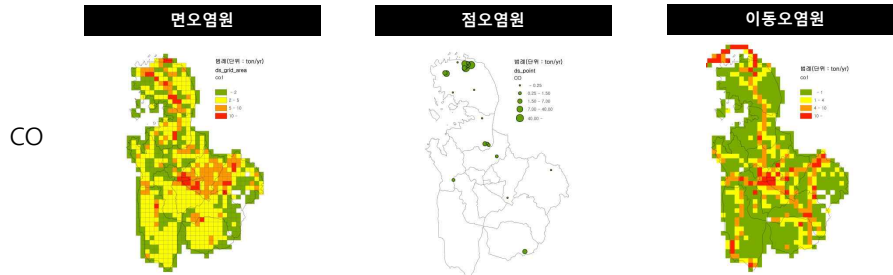 면오염원
점오염원
이동오염원
CO
범례(단위 : ton/yr)
ds_grid_area
co1
~ 2
2 ~ 5
5 ~ 10
10 ~
범례(단위 : ton/yr)
ds_point
CO
~ 0.25
0.25 ~ 1.50
1.50 ~ 7.00
7.00 ~ 40.00
40.00 ~
범례(단위 : ton/yr)
co1
~ 1
1 ~ 4
4 ~ 10
10 ~